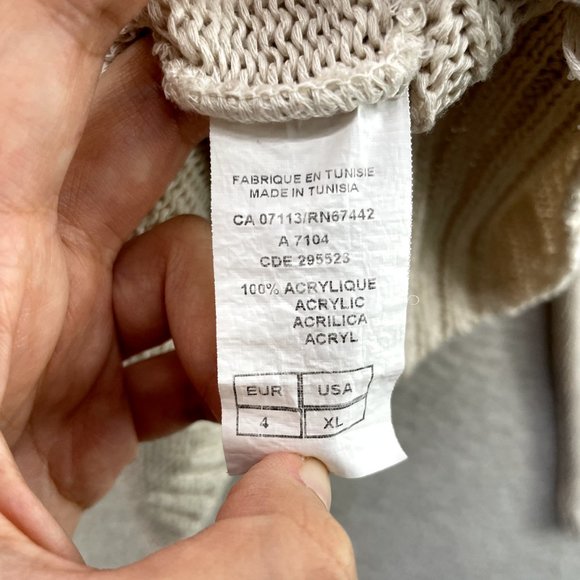 FABRIQUE EN TUNISIE
MADE IN TUNISIA
CA 07113/RN67442
A 7104
CDE 295523
100% ACRYLIQUE
ACRYLIC
ACRILICA
ACRYL
EUR USA
4 XL